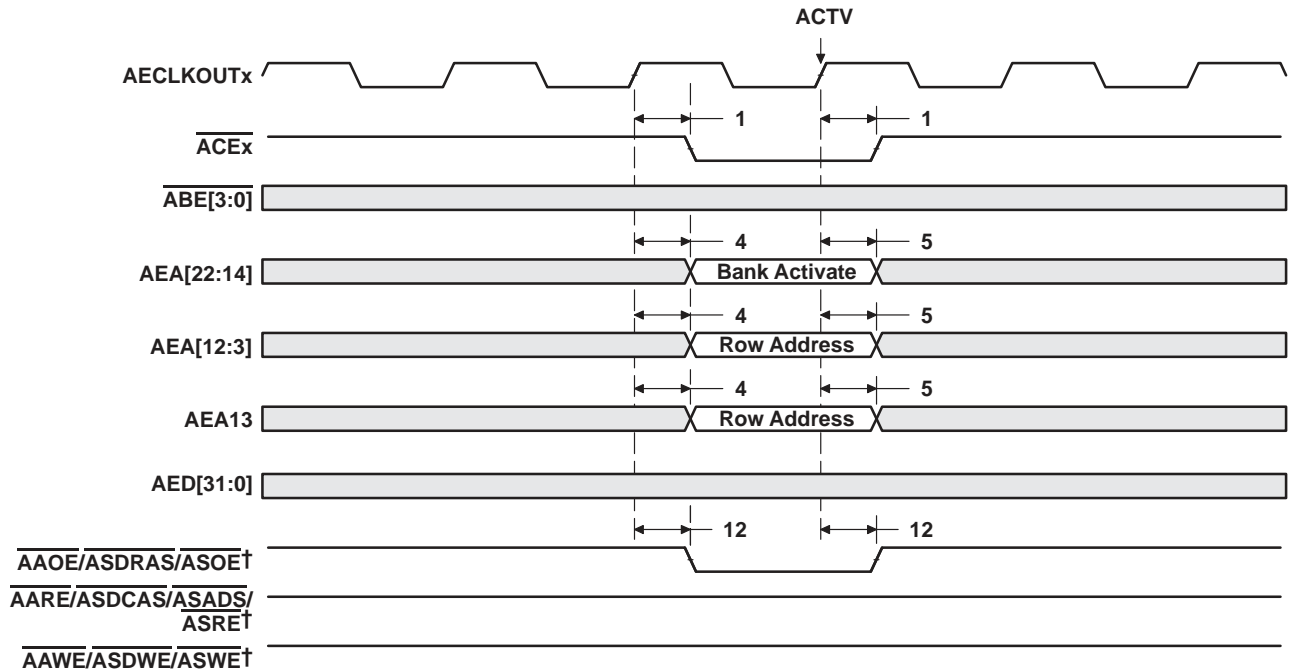 ACTV
AECLKOUTx
1 1
ACEx
ABE[3:0]
4 5
AEA[22:14] Bank Activate
4 5
AEA[12:3] Row Address
4 5
AEA13 Row Address
AED[31:0]
12 12
AAOE/ASDRAS/ASOE†
AARE/ASDCAS/ASADS/
ASRE†
AAWE/ASDWE/ASWE†